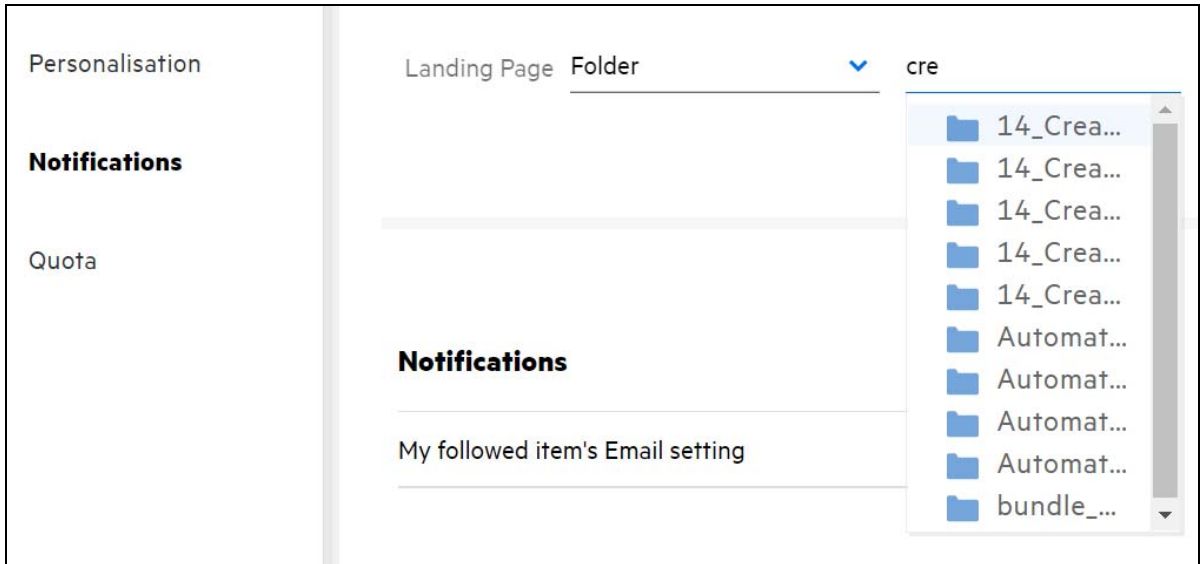 Personalisation
Notifications
Quota
Landing Page Folder cre
14_Crea...
14_Crea...
14_Crea...
14_Crea...
14_Crea...
Automat...
Automat...
Automat...
Automat...
bundle_...
Notifications
My followed item's Email setting